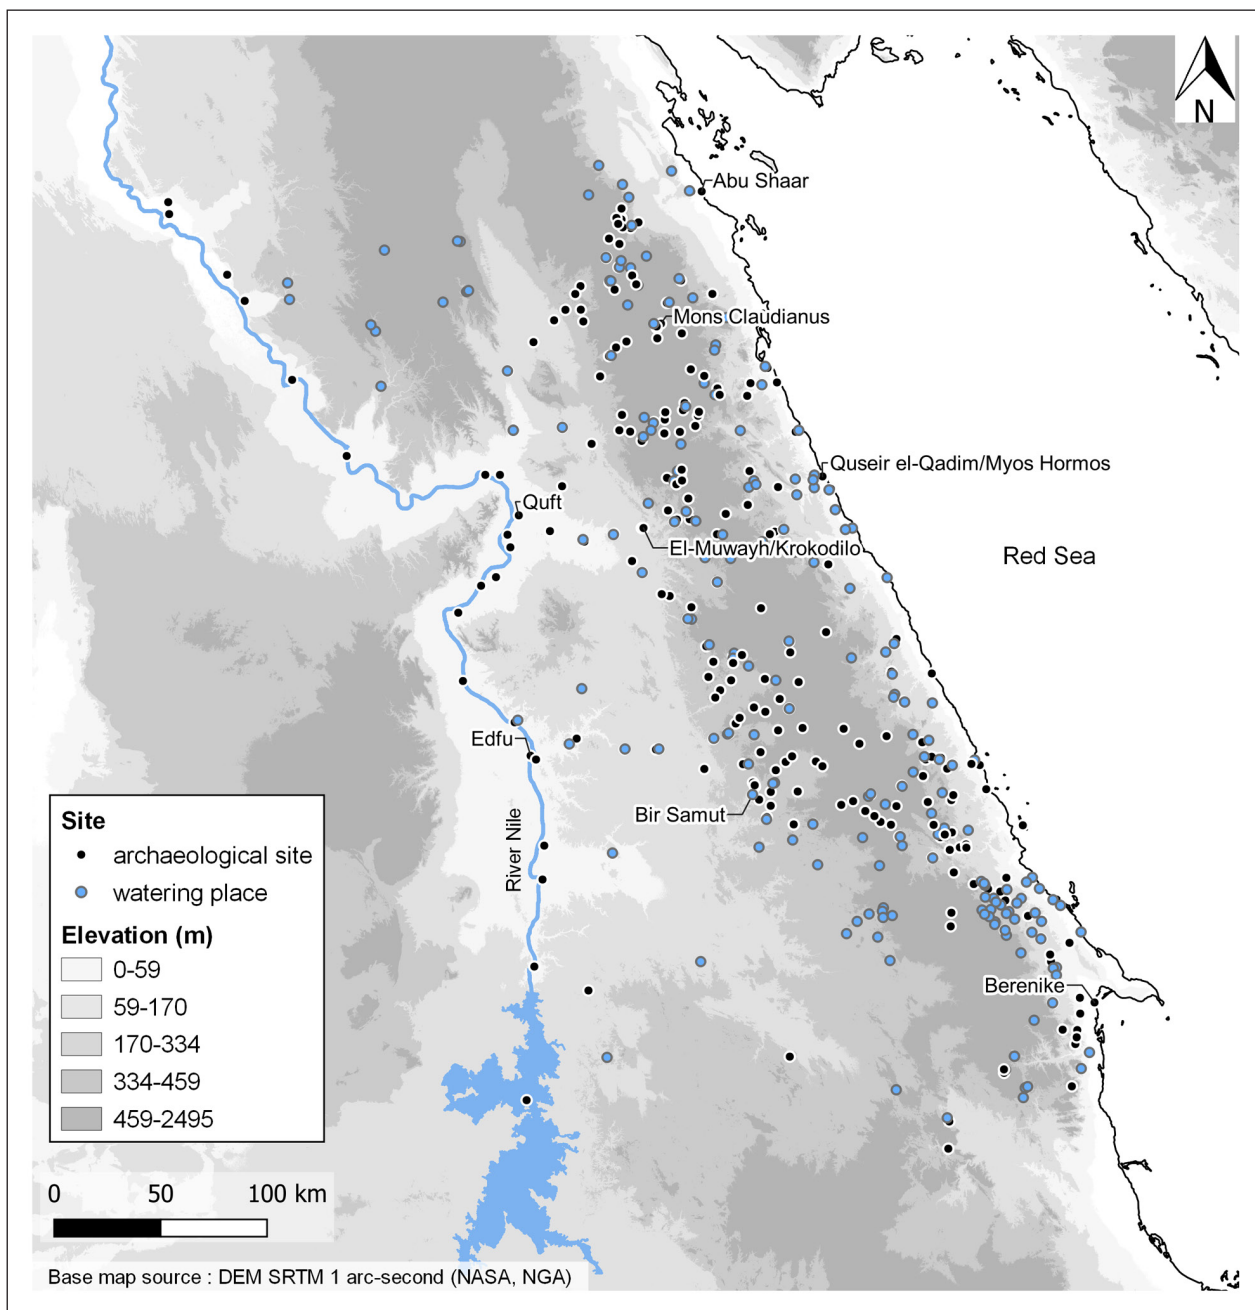 N
Abu Shaar
Mons Claudianus
Quseir el-Qadim/Myos Hormos
Quft
El-Muwayh/Krokodilo
Red Sea
Edfu
Bir Samut
River Nile
Berenike
Site
archaeological site
watering place
Elevation (m)
0-59
59-170
170-334
334-459
459-2495
0 50 100 km
Base map source : DEM SRTM 1 arc-second (NASA, NGA)